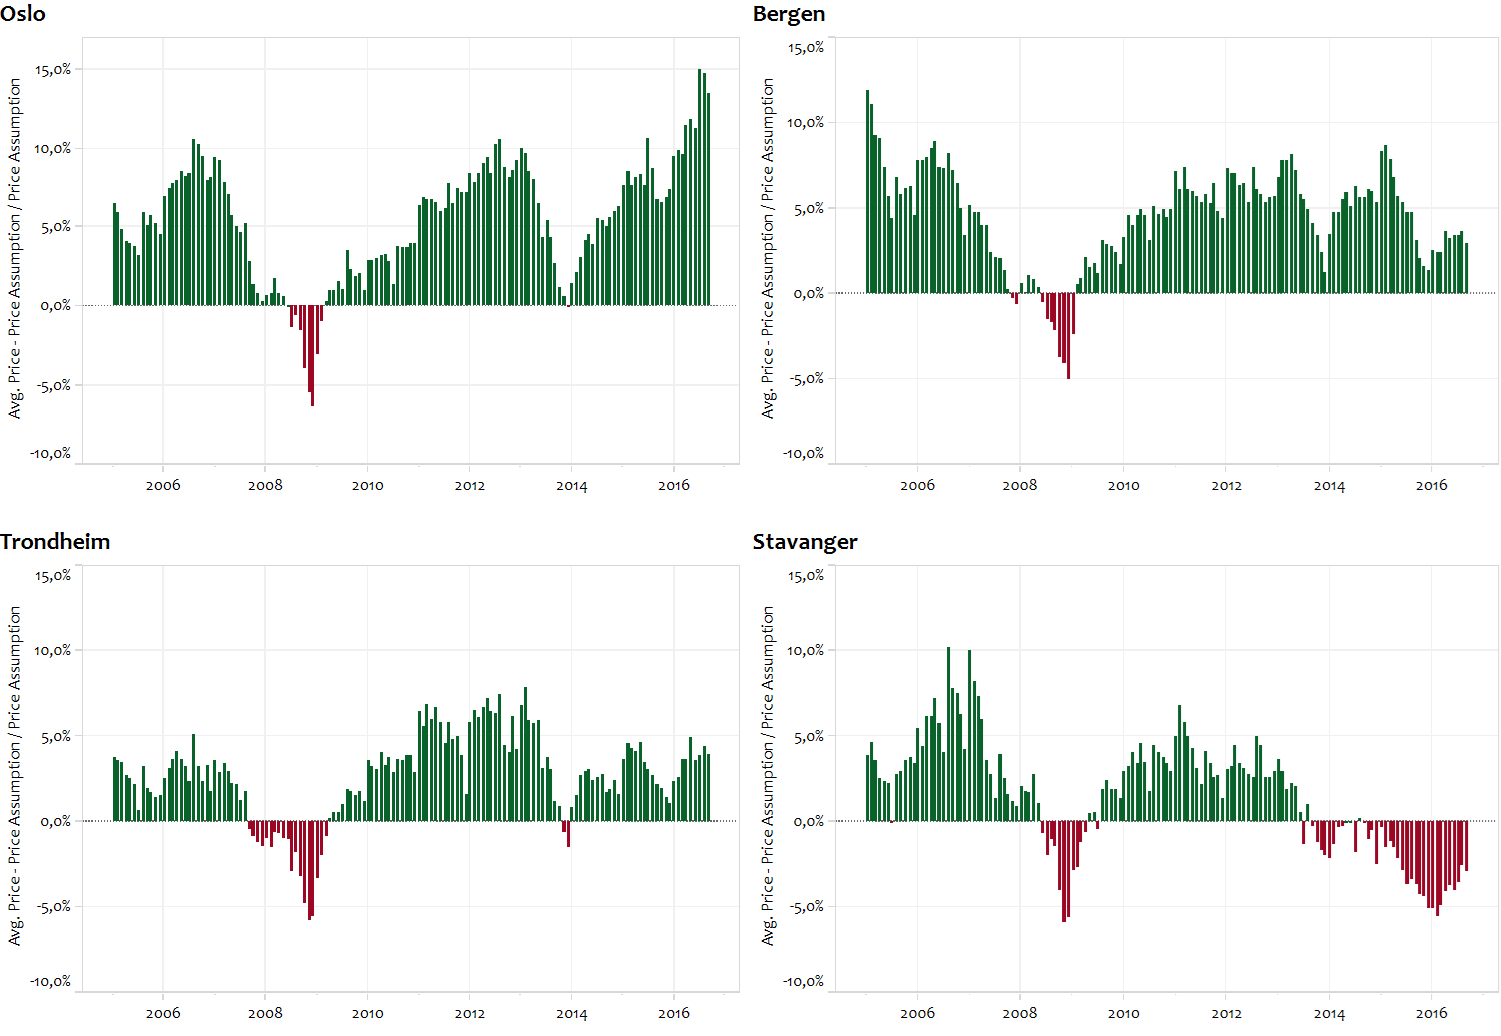 Oslo
Avg. Price - Price Assumption / Price Assumption
15,0%
10,0%
5,0%
0,0%
-5,0%
-10,0%
2006 2008 2010 2012 2014 2016
Bergen
Avg. Price - Price Assumption / Price Assumption
15,0%
10,0%
5,0%
0,0%
-5,0%
-10,0%
2006 2008 2010 2012 2014 2016
Trondheim
Avg. Price - Price Assumption / Price Assumption
15,0%
10,0%
5,0%
0,0%
-5,0%
-10,0%
2006 2008 2010 2012 2014 2016
Stavanger
Avg. Price - Price Assumption / Price Assumption
15,0%
10,0%
5,0%
0,0%
-5,0%
-10,0%
2006 2008 2010 2012 2014 2016